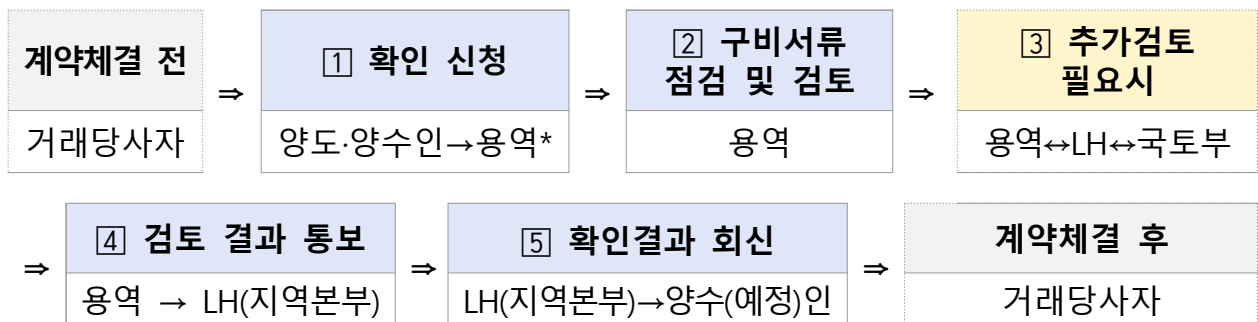 계약체결 전
거래당사자
⇒
1 확인 신청
양도·양수인→용역*
⇒
2 구비서류
점검 및 검토
용역
⇒
3 추가검토
필요시
용역↔LH↔국토부
⇒
4 검토 결과 통보
용역 → LH(지역본부)
⇒
5 확인결과 회신
LH(지역본부)→양수(예정)인
⇒
계약체결 후
거래당사자